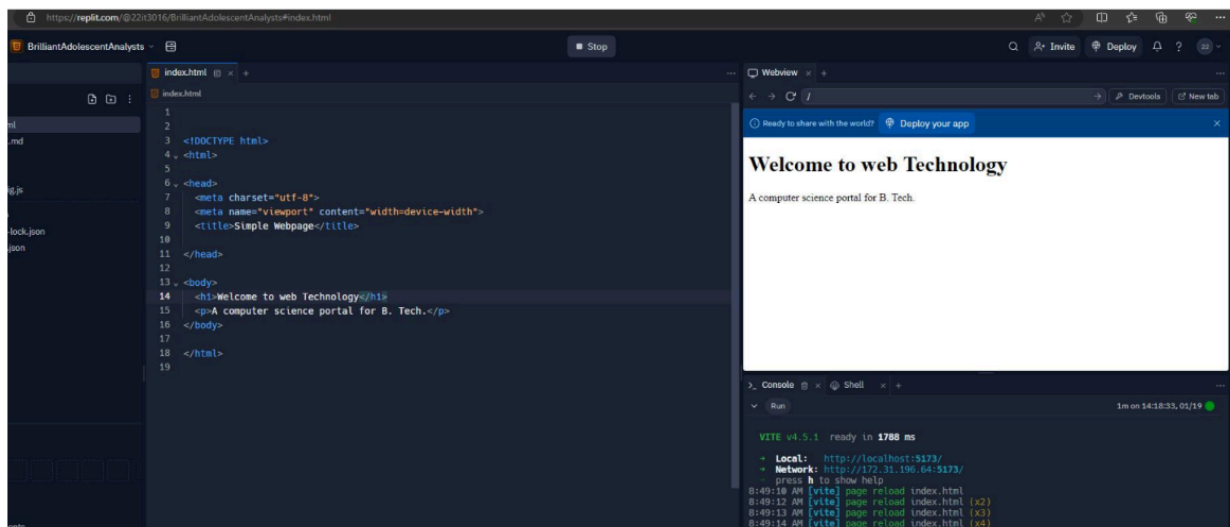 https://replit.com/@22it3016/BrilliantAdolescentAnalysts#index.html
BrilliantAdolescentAnalysts
Stop
Invite
Deploy
?
22
index.html
index.html
ml
.md
ig.js
-lock.json
.json
1
2
3 <!DOCTYPE html>
4 <html>
5
6 <head>
7 <meta charset="utf-8">
8 <meta name="viewport" content="width=device-width">
9 <title>Simple Webpage</title>
10
11 </head>
12
13 <body>
14 <h1>Welcome to web Technology</h1>
15 <p>A computer science portal for B. Tech.</p>
16 </body>
17
18 </html>
19
Webview
/
Devtools
New tab
Ready to share with the world? Deploy your app
Welcome to web Technology
A computer science portal for B. Tech.
Console Shell
Run 1m on 14:18:33, 01/19
VITE v4.5.1 ready in 1788 ms
➜ Local: http://localhost:5173/
➜ Network: http://172.31.196.64:5173/
press h to show help
8:49:10 AM [vite] page reload index.html
8:49:12 AM [vite] page reload index.html (x2)
8:49:13 AM [vite] page reload index.html (x3)
8:49:14 AM [vite] page reload index.html (x4)